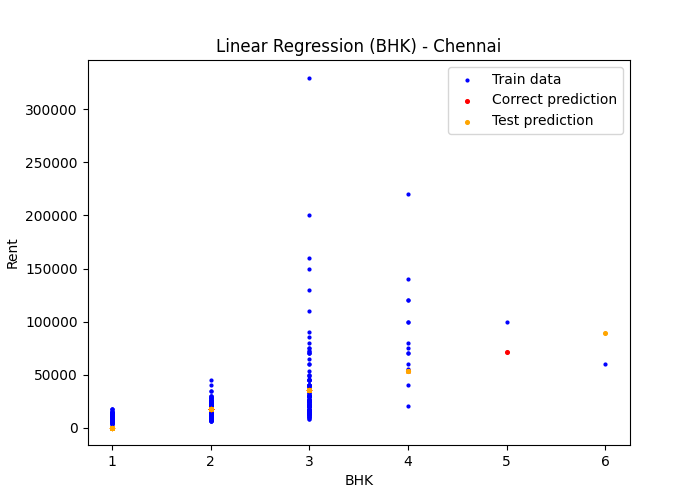 Linear Regression (BHK) - Chennai
Train data
Correct prediction
Test prediction
300000
250000
200000
150000
100000
50000
0
Rent
1 2 3 4 5 6
BHK